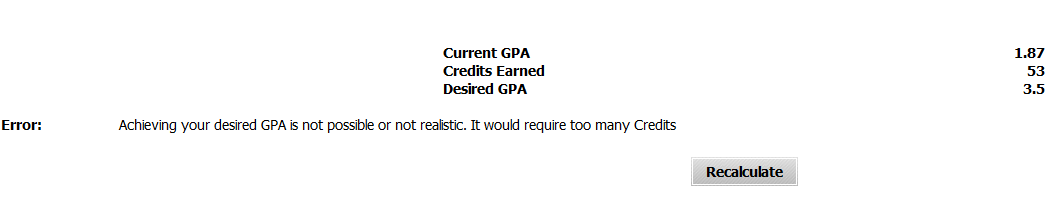 Current GPA 1.87
Credits Earned 53
Desired GPA 3.5
Error: Achieving your desired GPA is not possible or not realistic. It would require too many Credits
Recalculate